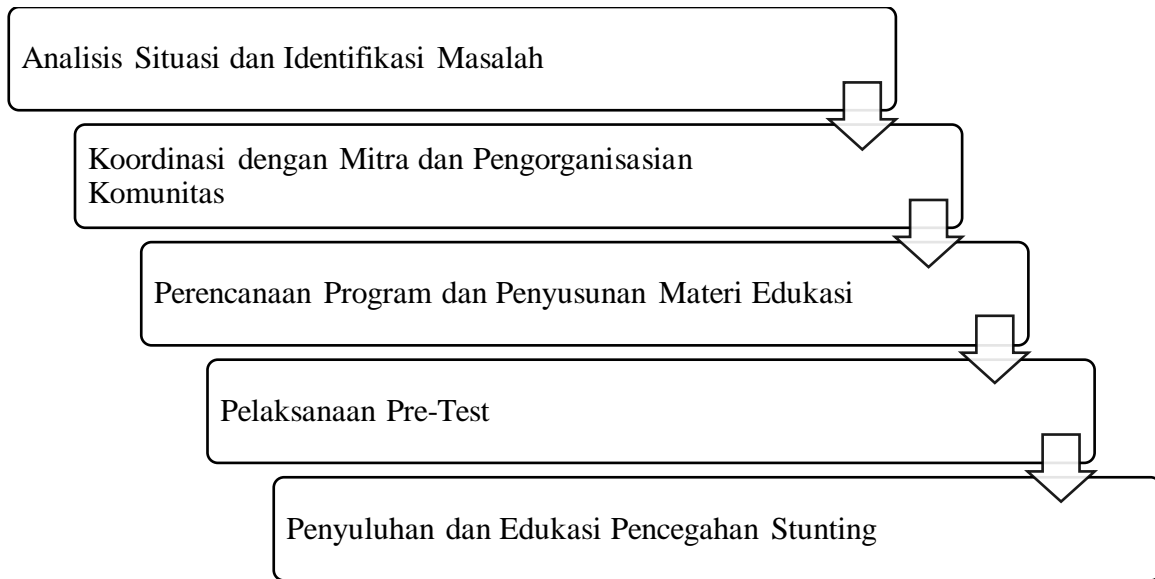 Analisis Situasi dan Identifikasi Masalah
Koordinasi dengan Mitra dan Pengorganisasian
Komunitas
Perencanaan Program dan Penyusunan Materi Edukasi
Pelaksanaan Pre-Test
Penyuluhan dan Edukasi Pencegahan Stunting